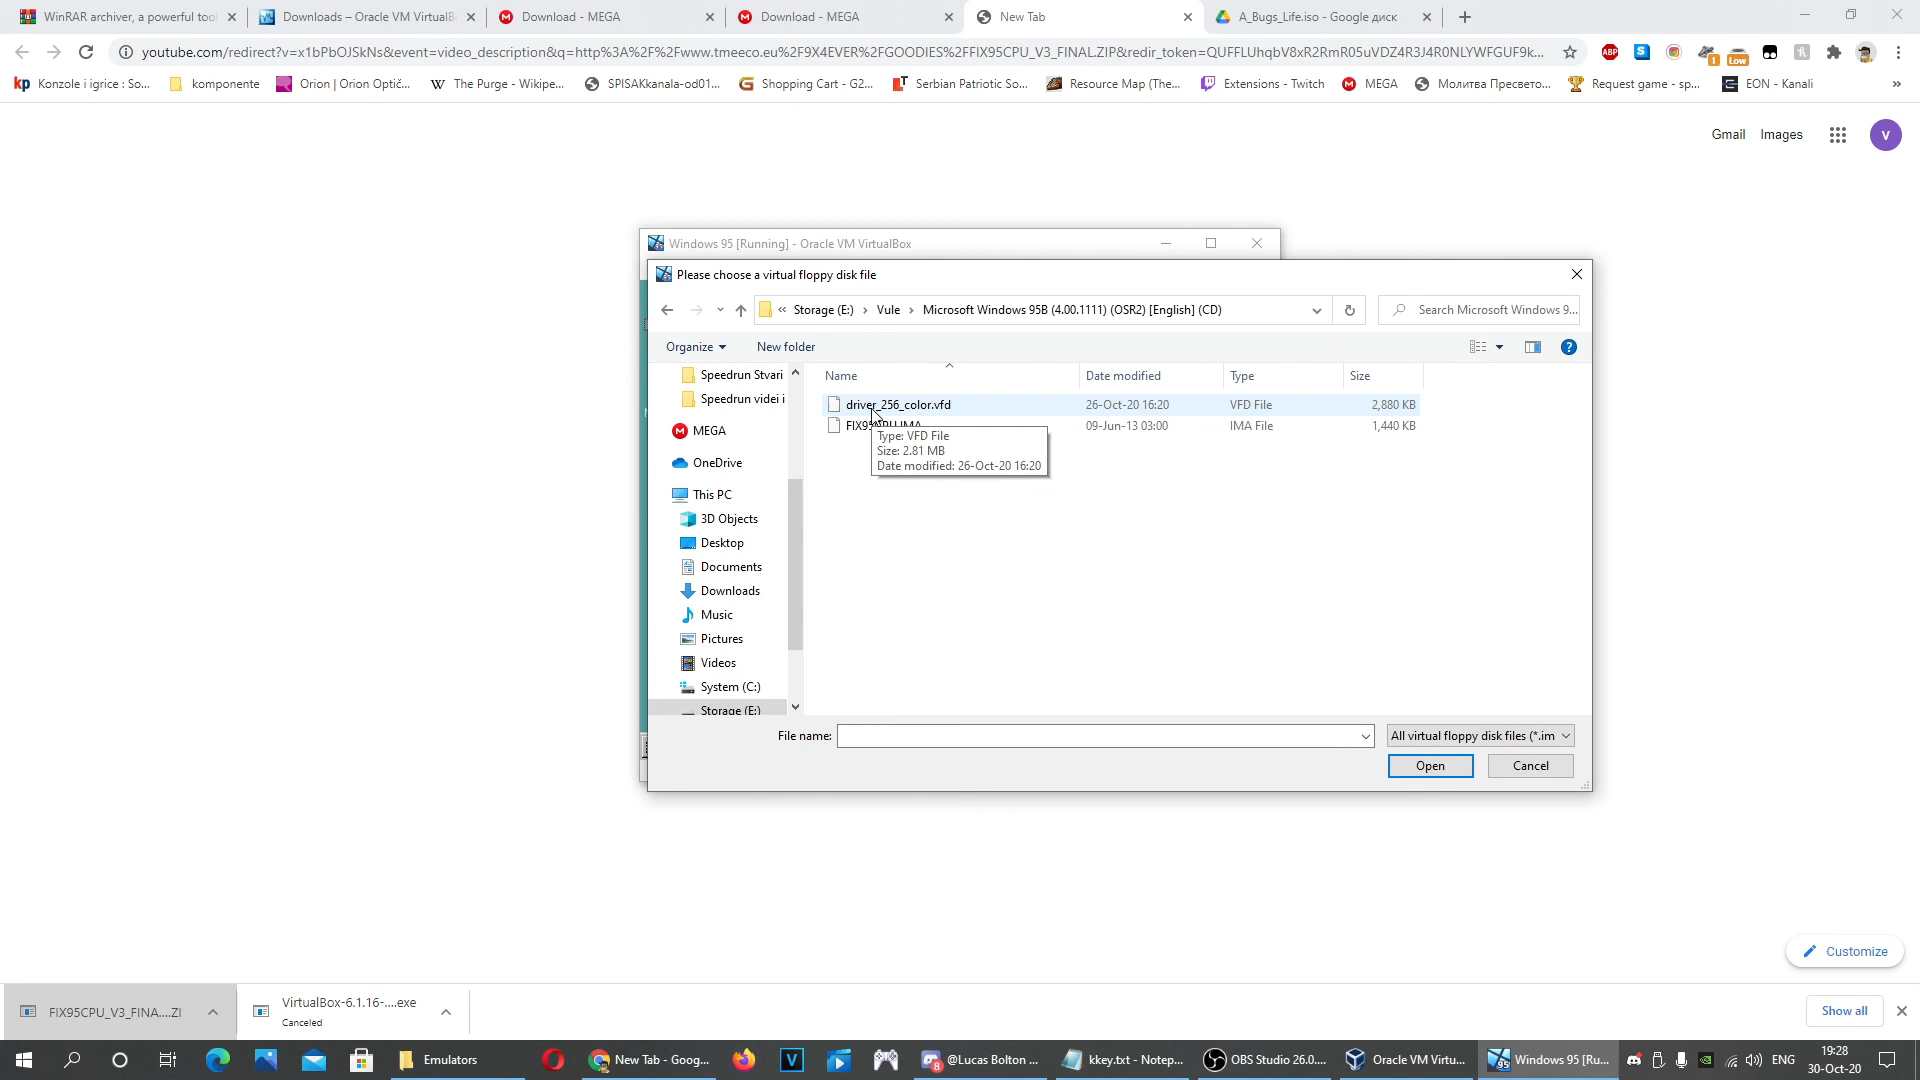 WinRAR archiver, a powerful tool
Downloads – Oracle VM VirtualB
Download - MEGA
Download - MEGA
New Tab
A_Bugs_Life.iso - Google диск
youtube.com/redirect?v=x1bPbOJSkNs&event=video_description&q=http%3A%2F%2Fwww.tmeeco.eu%2F9X4EVER%2FGOODIES%2FFIX95CPU_V3_FINAL.ZIP&redir_token=QUFFLUhqbV8xR2RmR05uVDZ4R3J4R0NLYWFGUF9k...
ABP
S
1
Low
kp Konzole i igrice : So...
komponente
Orion | Orion Optič...
W The Purge - Wikipe...
SPISAKkanala-od01...
Shopping Cart - G2...
Serbian Patriotic So...
Resource Map (The...
Extensions - Twitch
MEGA
Молитва Пресвето...
Request game - sp...
EON - Kanali
»
Gmail
Images
V
Windows 95 [Running] - Oracle VM VirtualBox
Please choose a virtual floppy disk file
« Storage (E:) › Vule › Microsoft Windows 95B (4.00.1111) (OSR2) [English] (CD)
Search Microsoft Windows 9...
Organize
New folder
?
Name
Date modified
Type
Size
driver_256_color.vfd
26-Oct-20 16:20
VFD File
2,880 KB
09-Jun-13 03:00
IMA File
1,440 KB
Type: VFD File
Size: 2.81 MB
Date modified: 26-Oct-20 16:20
Speedrun Stvari
Speedrun videi i
MEGA
OneDrive
This PC
3D Objects
Desktop
Documents
Downloads
Music
Pictures
Videos
System (C:)
Storage (E:)
File name:
All virtual floppy disk files (*.im
Open
Cancel
Customize
FIX95CPU_V3_FINA....ZI
VirtualBox-6.1.16-....exe
Canceled
Show all
Emulators
New Tab - Goog...
V
8
@Lucas Bolton ...
kkey.txt - Notep...
OBS Studio 26.0....
Oracle VM Virtu...
Windows 95 [Ru...
ENG
19:28
30-Oct-20